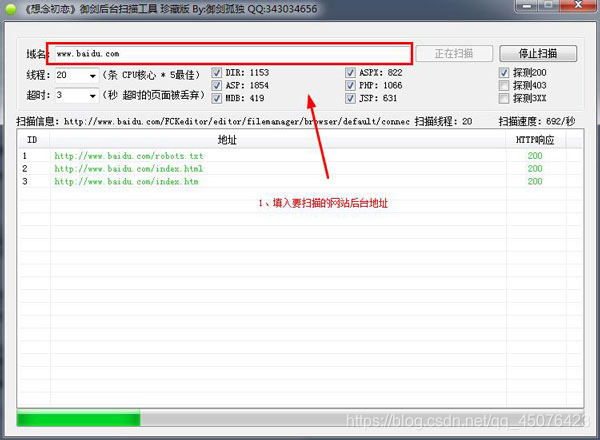 《想念初恋》御剑后台扫描工具 珍藏版 By:御剑孤独 QQ:343034656
域名: www.baidu.com 正在扫描 停止扫描
线程: 20 (条 CPU核心 * 5最佳) DIR: 1153 ASPX: 822 探测200
超时: 3 (秒 超时的页面被丢弃) ASP: 1854 PHP: 1066 探测403
MDB: 419 JSP: 631 探测3XX
扫描信息: http://www.baidu.com/FCKeditor/editor/filemanager/browser/default/connec 扫描线程: 20 扫描速度: 692/秒
ID 地址 HTTP响应
1 http://www.baidu.com/robots.txt 200
2 http://www.baidu.com/index.html 200
3 http://www.baidu.com/index.htm 200
1、填入要扫描的网站后台地址
https://blog.csdn.net/qq_45076423